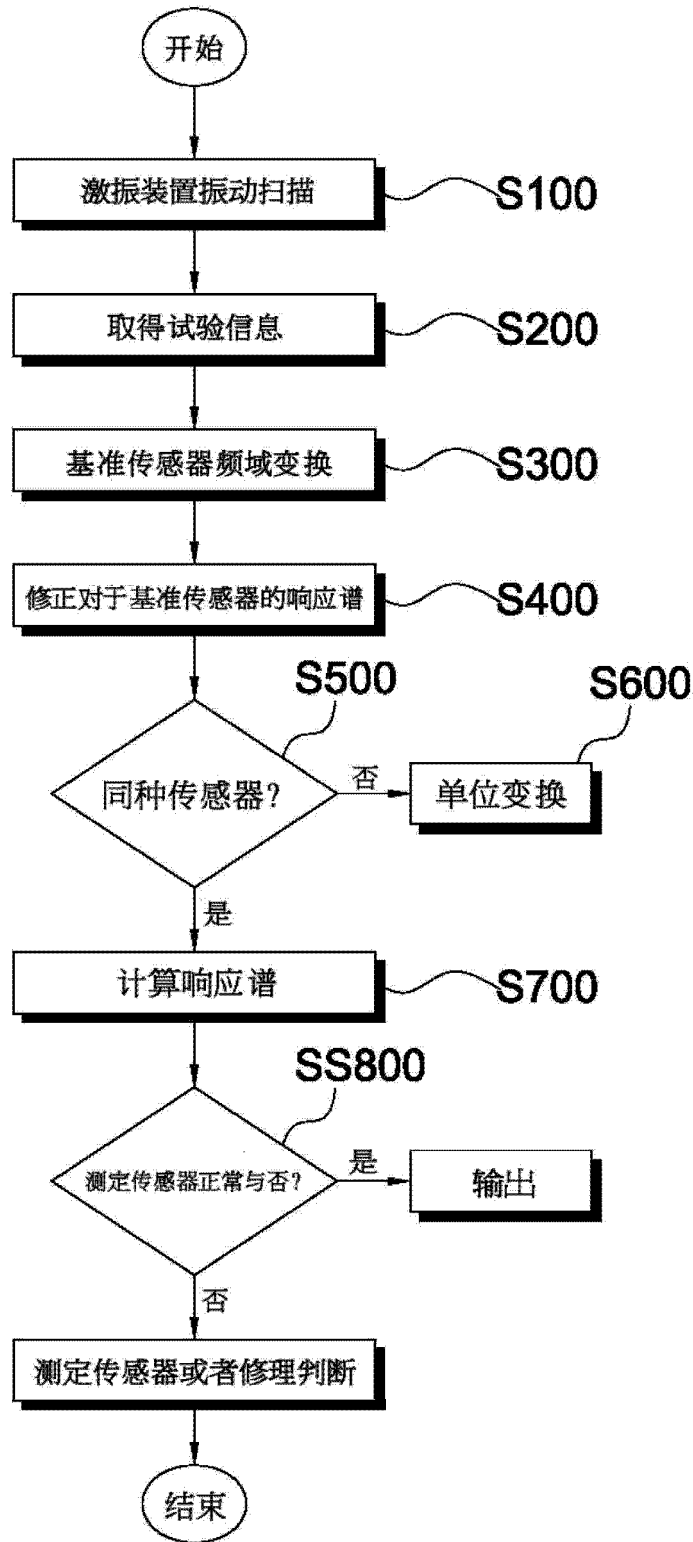 开始
激振装置振动扫描
S100
取得试验信息
S200
基准传感器频域变换
S300
修正对于基准传感器的响应谱
S400
S500
同种传感器?
否
S600
单位变换
是
计算响应谱
S700
SS800
测定传感器正常与否?
是
输出
否
测定传感器或者修理判断
结束